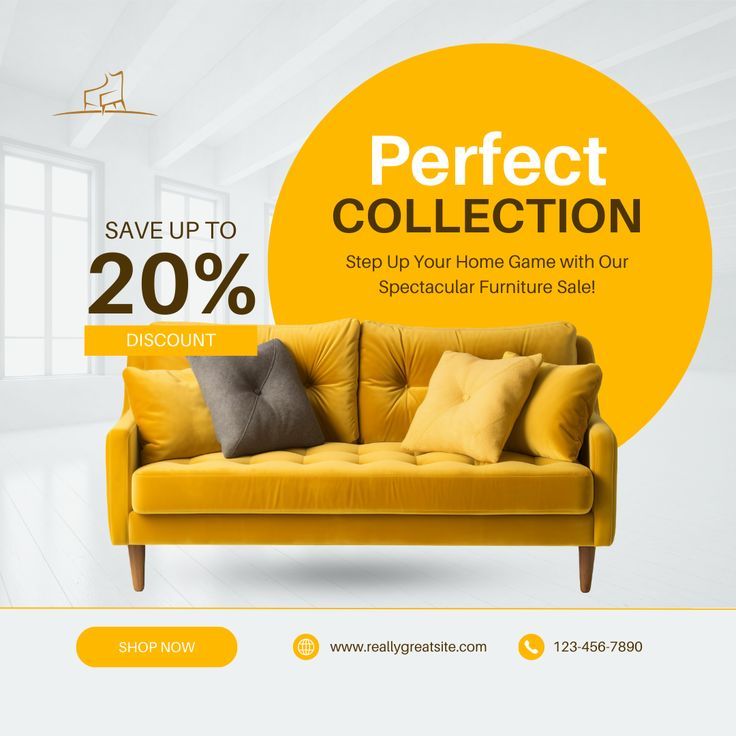 Perfect
COLLECTION
Step Up Your Home Game with Our
Spectacular Furniture Sale!
SAVE UP TO
20%
DISCOUNT
SHOP NOW
www.reallygreatsite.com
123-456-7890